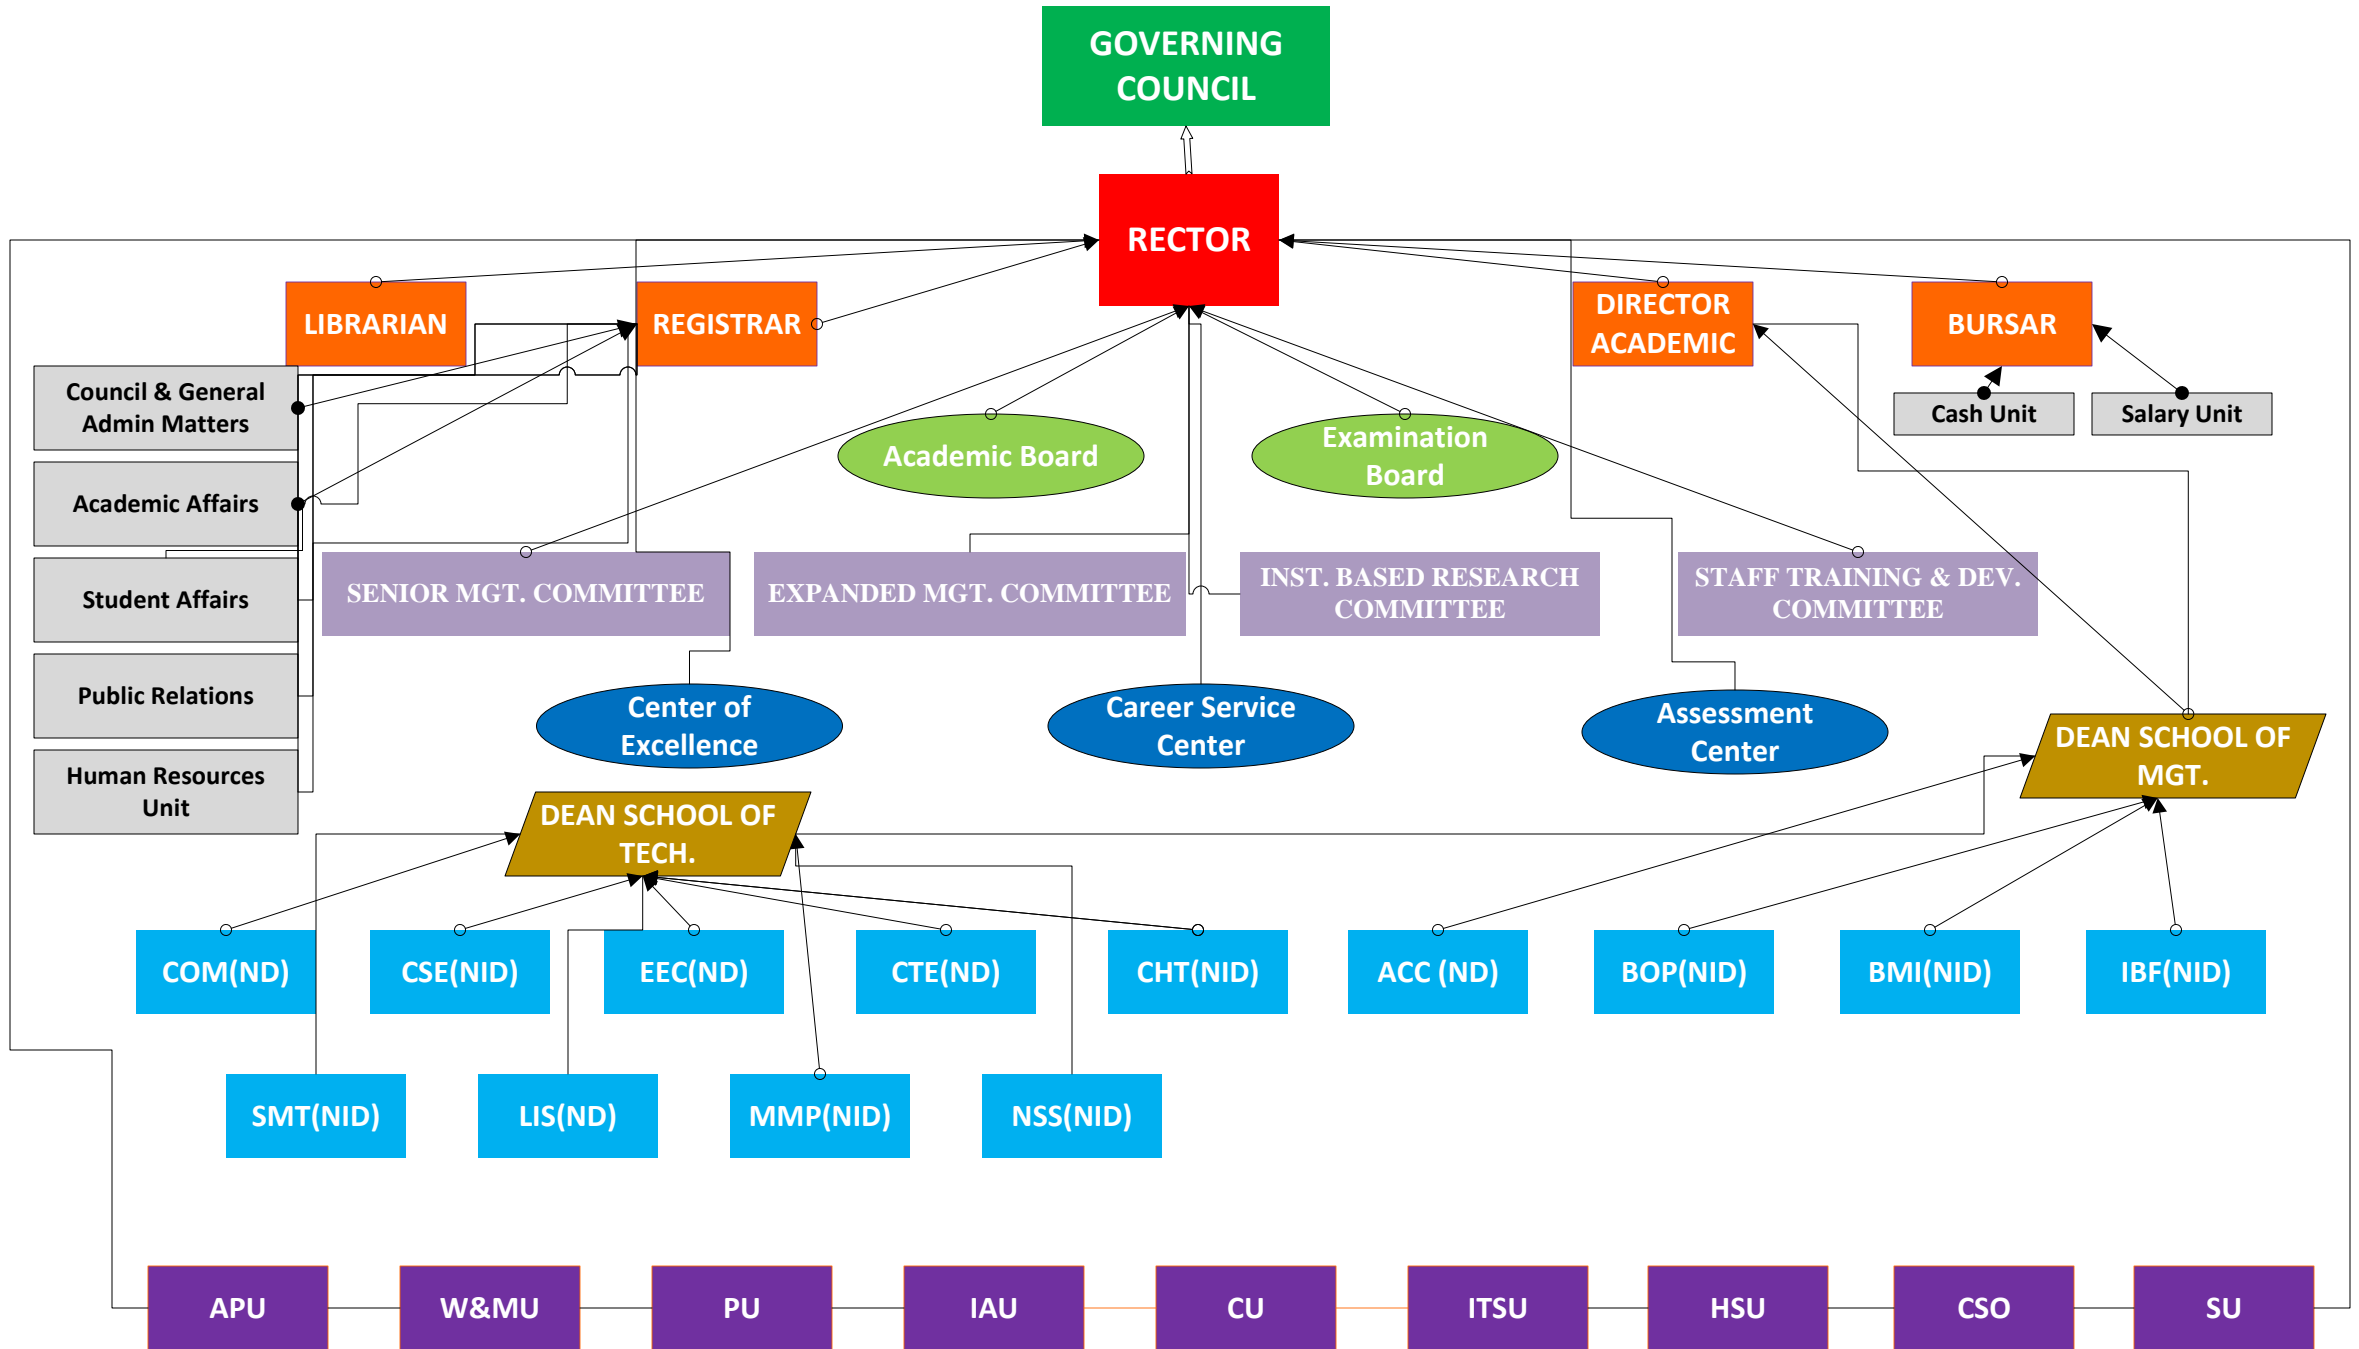 GOVERNING
COUNCIL
RECTOR
LIBRARIAN
REGISTRAR
DIRECTOR
ACADEMIC
BURSAR
Council & General
Admin Matters
Cash Unit
Salary Unit
Academic Board
Examination
Board
Academic Affairs
Student Affairs
SENIOR MGT. COMMITTEE
EXPANDED MGT. COMMITTEE
INST. BASED RESEARCH
COMMITTEE
STAFF TRAINING & DEV.
COMMITTEE
Public Relations
Center of
Excellence
Career Service
Center
Assessment
Center
DEAN SCHOOL OF
MGT.
Human Resources
Unit
DEAN SCHOOL OF
TECH.
COM(ND)
CSE(NID)
EEC(ND)
CTE(ND)
CHT(NID)
ACC (ND)
BOP(NID)
BMI(NID)
IBF(NID)
SMT(NID)
LIS(ND)
MMP(NID)
NSS(NID)
APU
W&MU
PU
IAU
CU
ITSU
HSU
CSO
SU